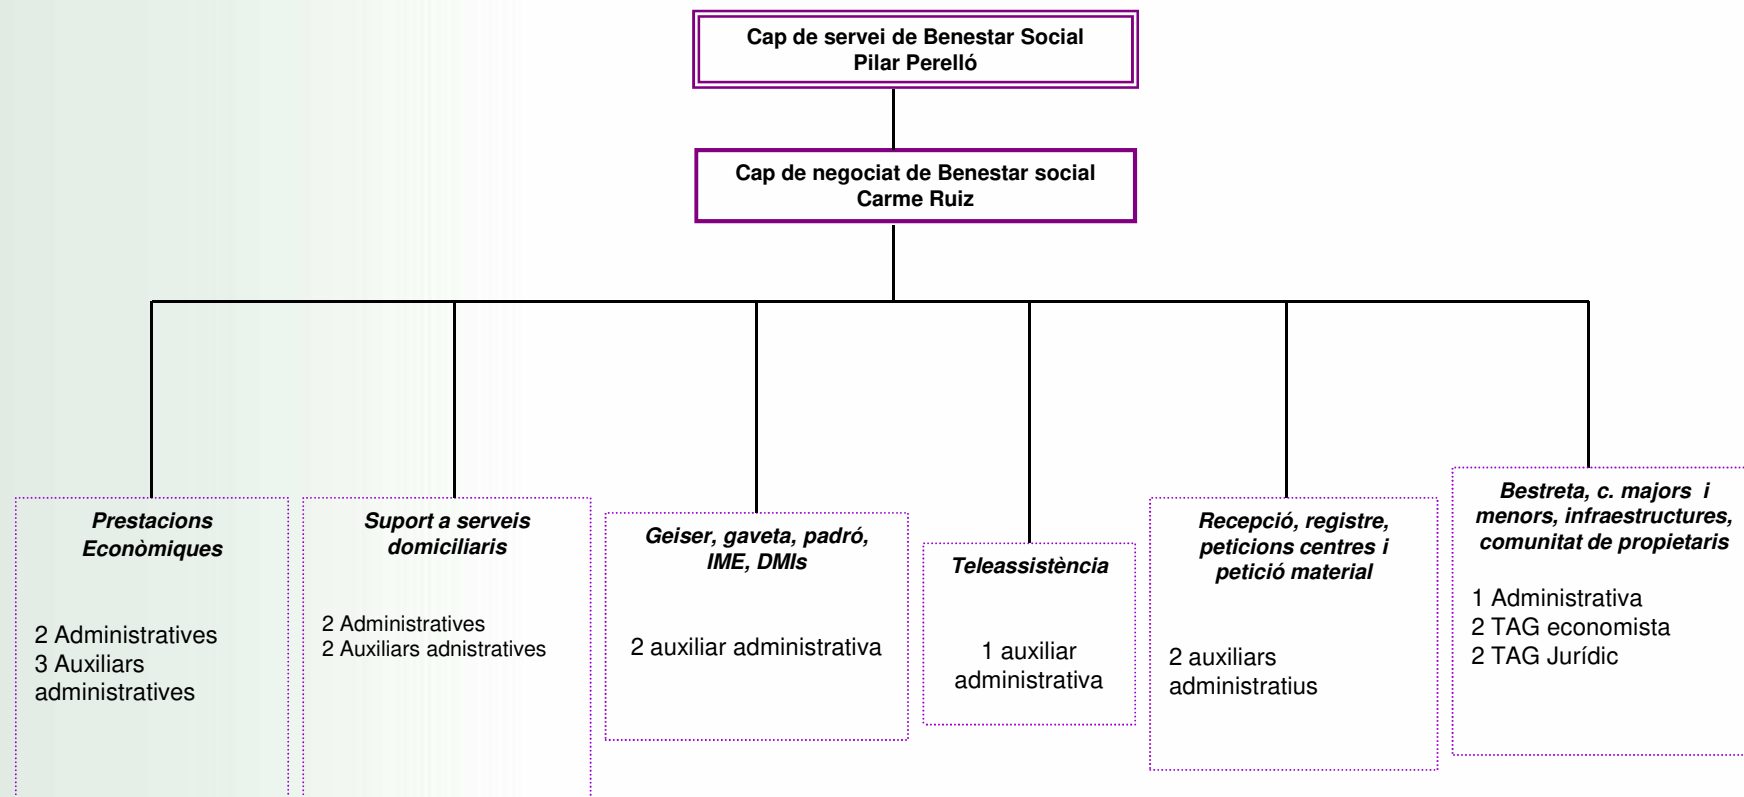 Cap de servei de Benestar Social
Pilar Perelló
Cap de negociat de Benestar social
Carme Ruiz
Prestacions
Econòmiques
2 Administratives
3 Auxiliars
administratives
Suport a serveis
domiciliaris
2 Administratives
2 Auxiliars adnistratives
Geiser, gaveta, padró,
IME, DMIs
2 auxiliar administrativa
Teleassistència
1 auxiliar
administrativa
Recepció, registre,
peticions centres i
petició material
2 auxiliars
administratius
Bestreta, c. majors i
menors, infraestructures,
comunitat de propietaris
1 Administrativa
2 TAG economista
2 TAG Jurídic